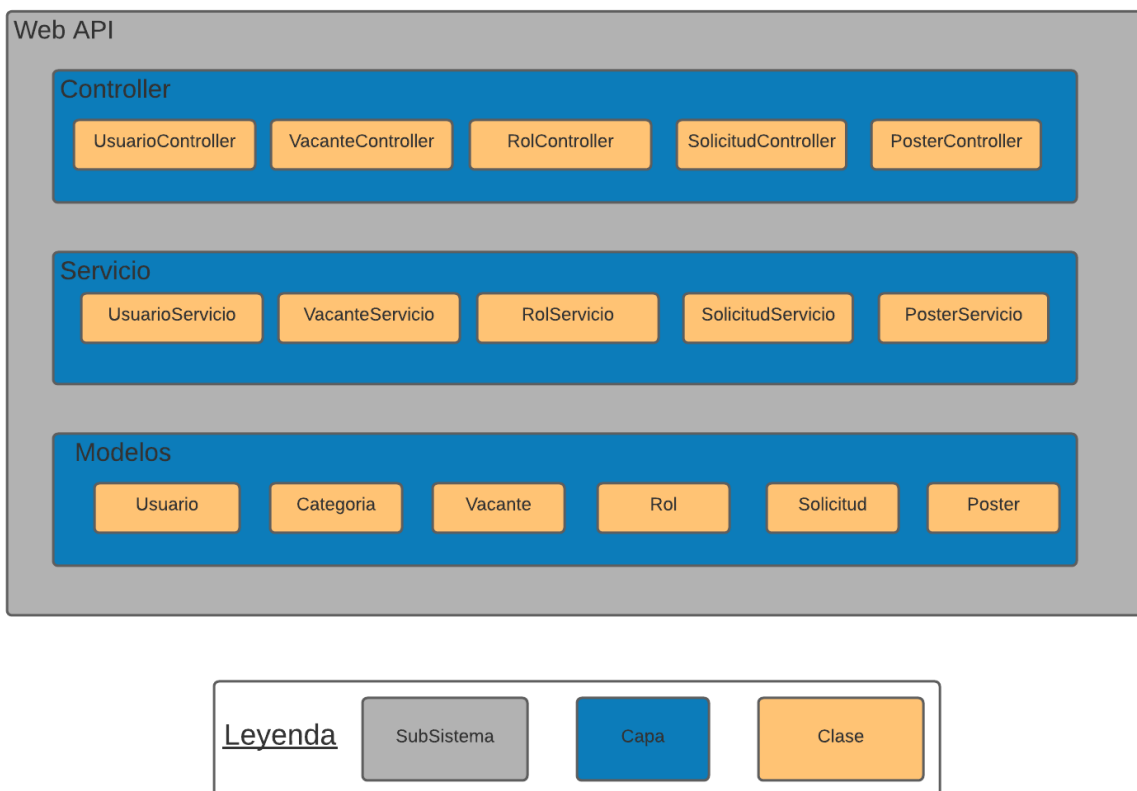 Web API
Controller
UsuarioController
VacanteController
RolController
SolicitudController
PosterController
Servicio
UsuarioServicio
VacanteServicio
RolServicio
SolicitudServicio
PosterServicio
Modelos
Usuario
Categoria
Vacante
Rol
Solicitud
Poster
Leyenda
SubSistema
Capa
Clase